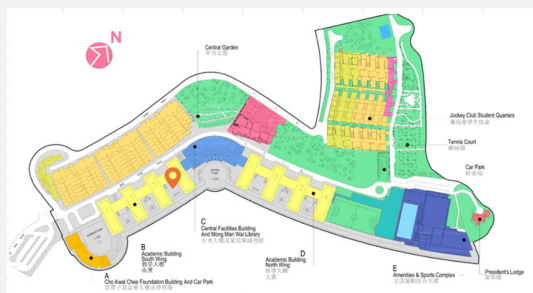 N
Central Garden
中央花園
Jockey Club Student Quarters
賽馬會學生宿舍
Tennis Court
網球場
Car Park
停車場
C
Central Facilities Building
And Mong Man Wai Library
D
Academic Building
North Wing
教學大樓
北翼
B
Academic Building
South Wing
教學大樓
南翼
E
Amenities & Sports Complex
President's Lodge
A
Cho Kwai Chee Foundation Building And Car Park